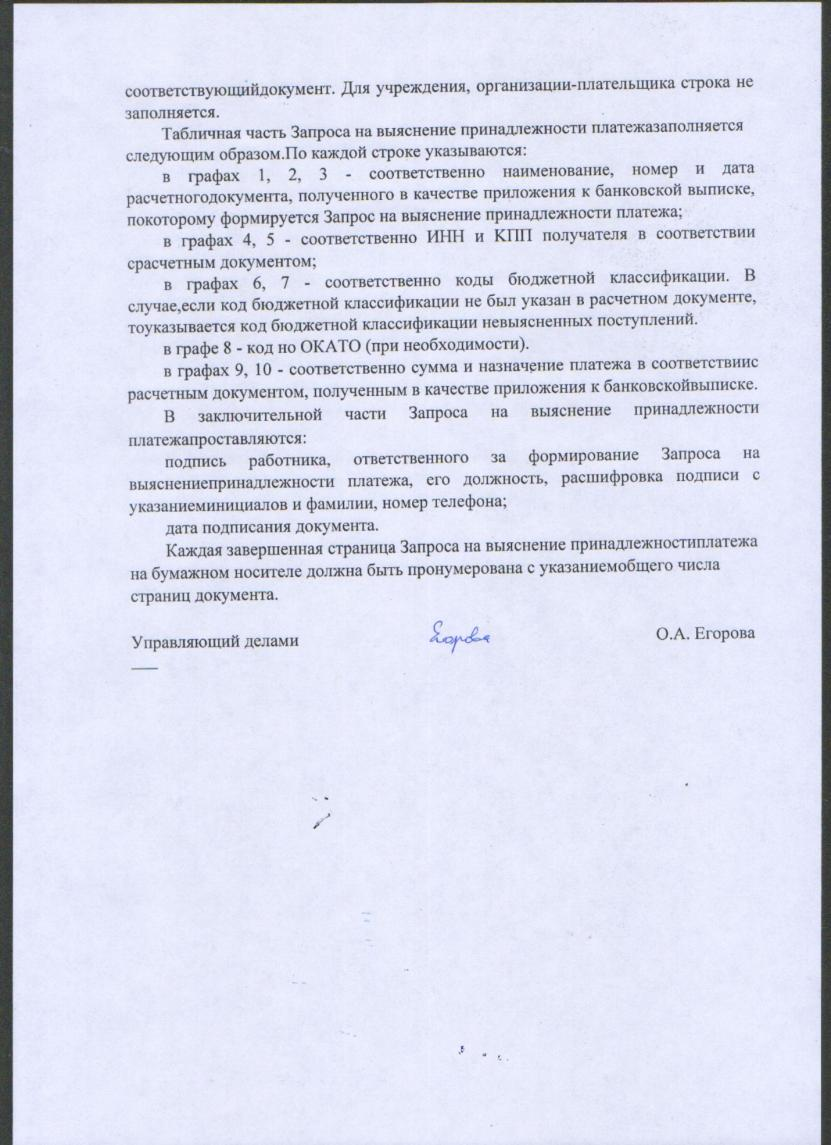 соответствующийдокумент. Для учреждения, организации-плательщика строка не
заполняется.
Табличная часть Запроса на выяснение принадлежности платежазаполняется
следующим образом.По каждой строке указываются:
в графах 1, 2, 3 - соответственно наименование, номер и дата
расчетногодокумента, полученного в качестве приложения к банковской выписке,
покоторому формируется Запрос на выяснение принадлежности платежа;
в графах 4, 5 - соответственно ИНН и КПП получателя в соответствии
срасчетным документом;
в графах 6, 7 - соответственно коды бюджетной классификации. В
случае,если код бюджетной классификации не был указан в расчетном документе,
тоуказывается код бюджетной классификации невыясненных поступлений.
в графе 8 - код но ОКАТО (при необходимости).
в графах 9, 10 - соответственно сумма и назначение платежа в соответствиис
расчетным документом, полученным в качестве приложения к банковскойвыписке.
В заключительной части Запроса на выяснение принадлежности
платежапроставляются:
подпись работника, ответственного за формирование Запроса на
выяснениепринадлежности платежа, его должность, расшифровка подписи с
указаниеминициалов и фамилии, номер телефона;
дата подписания документа.
Каждая завершенная страница Запроса на выяснение принадлежностиплатежа
на бумажном носителе должна быть пронумерована с указаниемобщего числа
страниц документа.
Управляющий делами Егорова О.А. Егорова